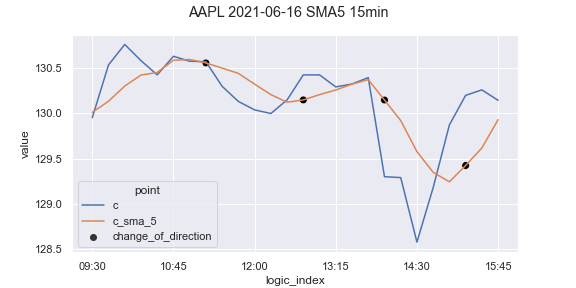 AAPL 2021-06-16 SMA5 15min
130.5
130.0
129.5
129.0
128.5
value
point
c
c_sma_5
change_of_direction
09:30 10:45 12:00 13:15 14:30 15:45
logic_index